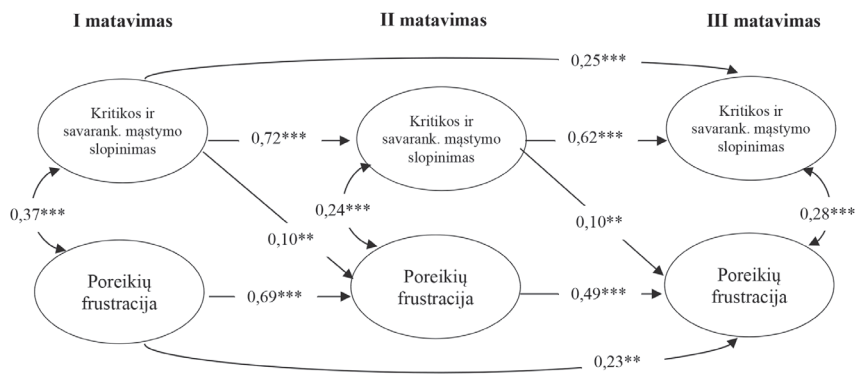 I matavimas
II matavimas
III matavimas
0,25***
Kritikos ir
savarank. mąstymo
slopinimas
0,72***
Kritikos ir
savarank. mąstymo
slopinimas
0,62***
Kritikos ir
savarank. mąstymo
slopinimas
0,37***
0,10**
0,24***
0,10**
0,28***
Poreikių
frustracija
0,69***
Poreikių
frustracija
0,49***
Poreikių
frustracija
0,23**